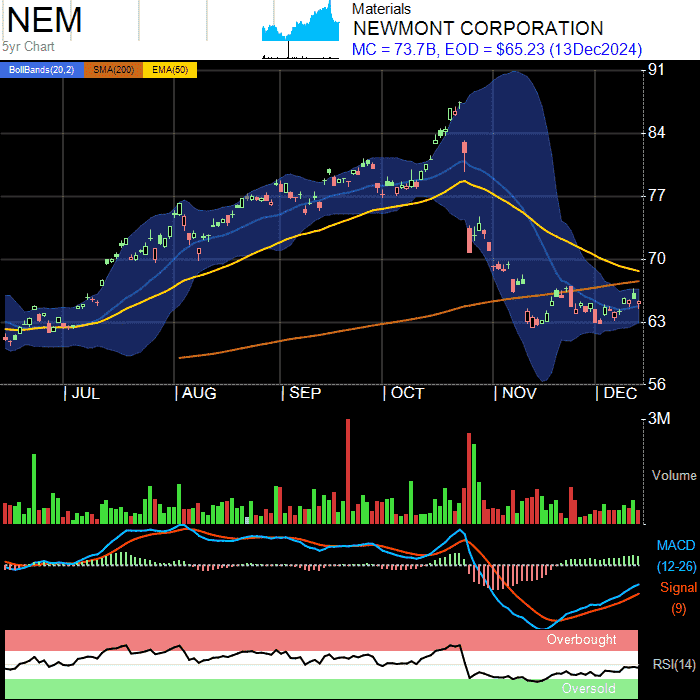 NEM
5yr Chart
Materials
NEWMONT CORPORATION
MC = 73.7B, EOD = $65.23 (13Dec2024)
BollBands(20,2) SMA(200) EMA(50)
91
84
77
70
63
56
JUL AUG SEP OCT NOV DEC
3M
Volume
MACD
(12-26)
Signal
(9)
Overbought
RSI(14)
Oversold